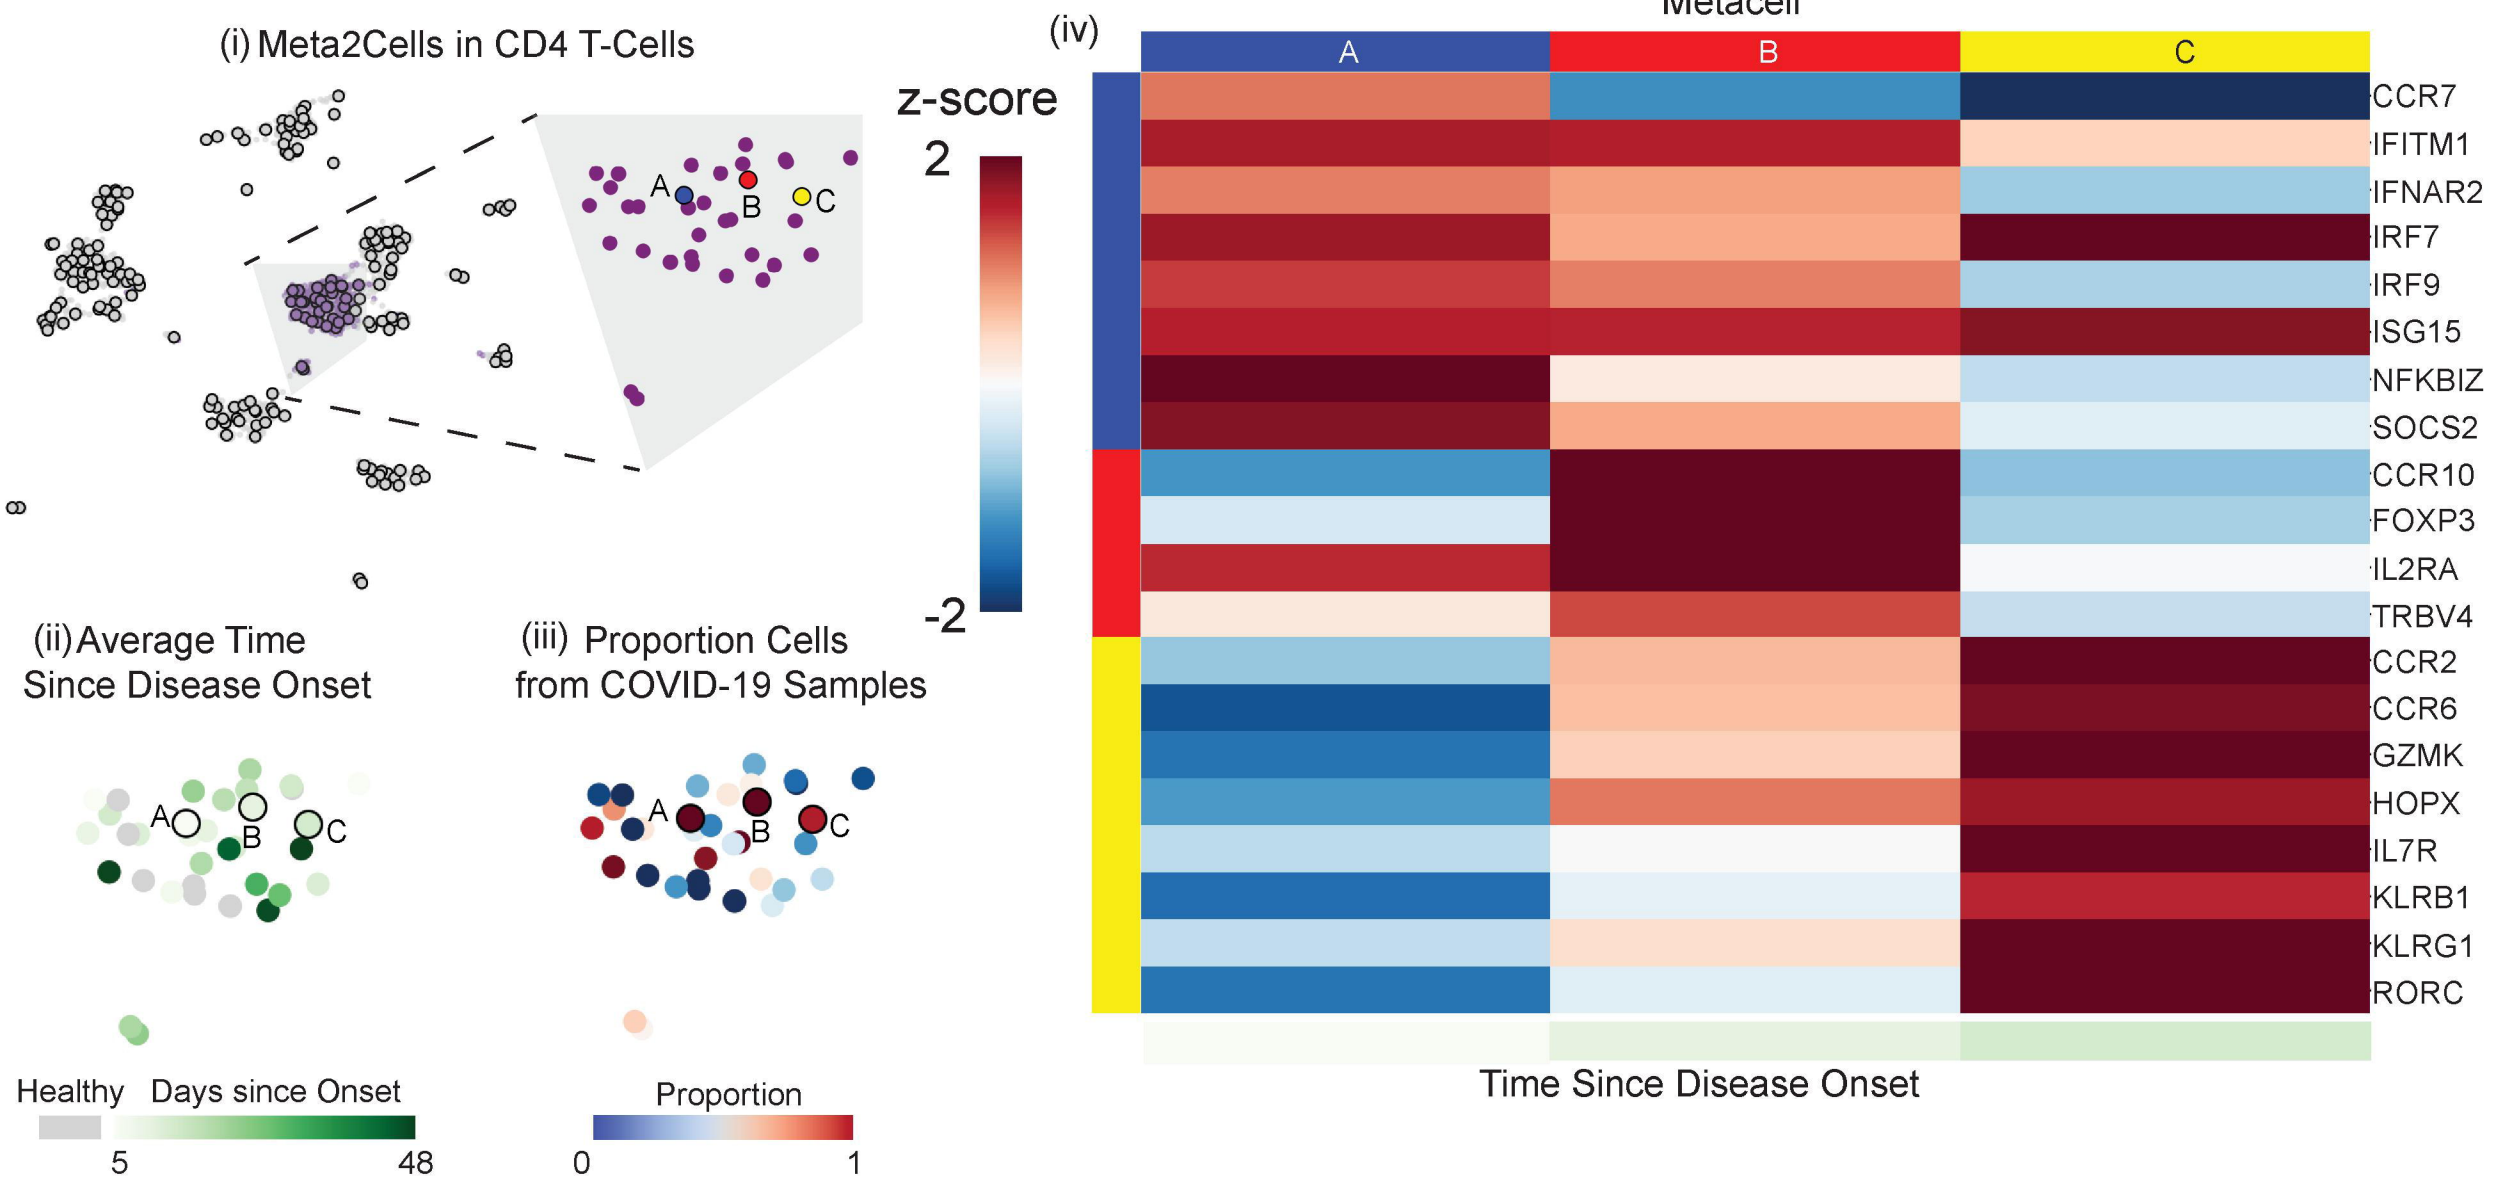 (i) Meta2Cells in CD4 T-Cells
A
B
C
z-score
2
-2
(ii) Average Time
Since Disease Onset
A
B
C
Healthy
Days since Onset
5
48
(iii) Proportion Cells
from COVID-19 Samples
A
B
C
Proportion
0
1
(iv)
Metacell
A
B
C
CCR7
IFITM1
IFNAR2
IRF7
IRF9
ISG15
NFKBIZ
SOCS2
CCR10
FOXP3
IL2RA
TRBV4
CCR2
CCR6
GZMK
HOPX
IL7R
KLRB1
KLRG1
RORC
Time Since Disease Onset